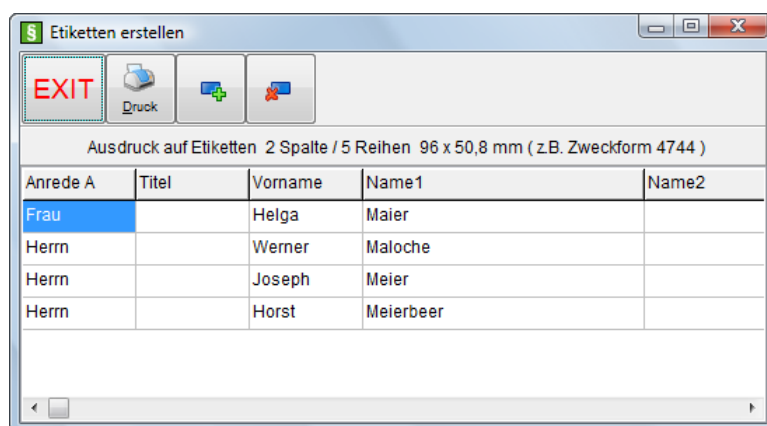 § Etiketten erstellen
EXIT
Druck
Ausdruck auf Etiketten 2 Spalte / 5 Reihen 96 x 50,8 mm ( z.B. Zweckform 4744 )
Anrede A Titel Vorname Name1 Name2
Frau Helga Maier
Herrn Werner Maloche
Herrn Joseph Meier
Herrn Horst Meierbeer